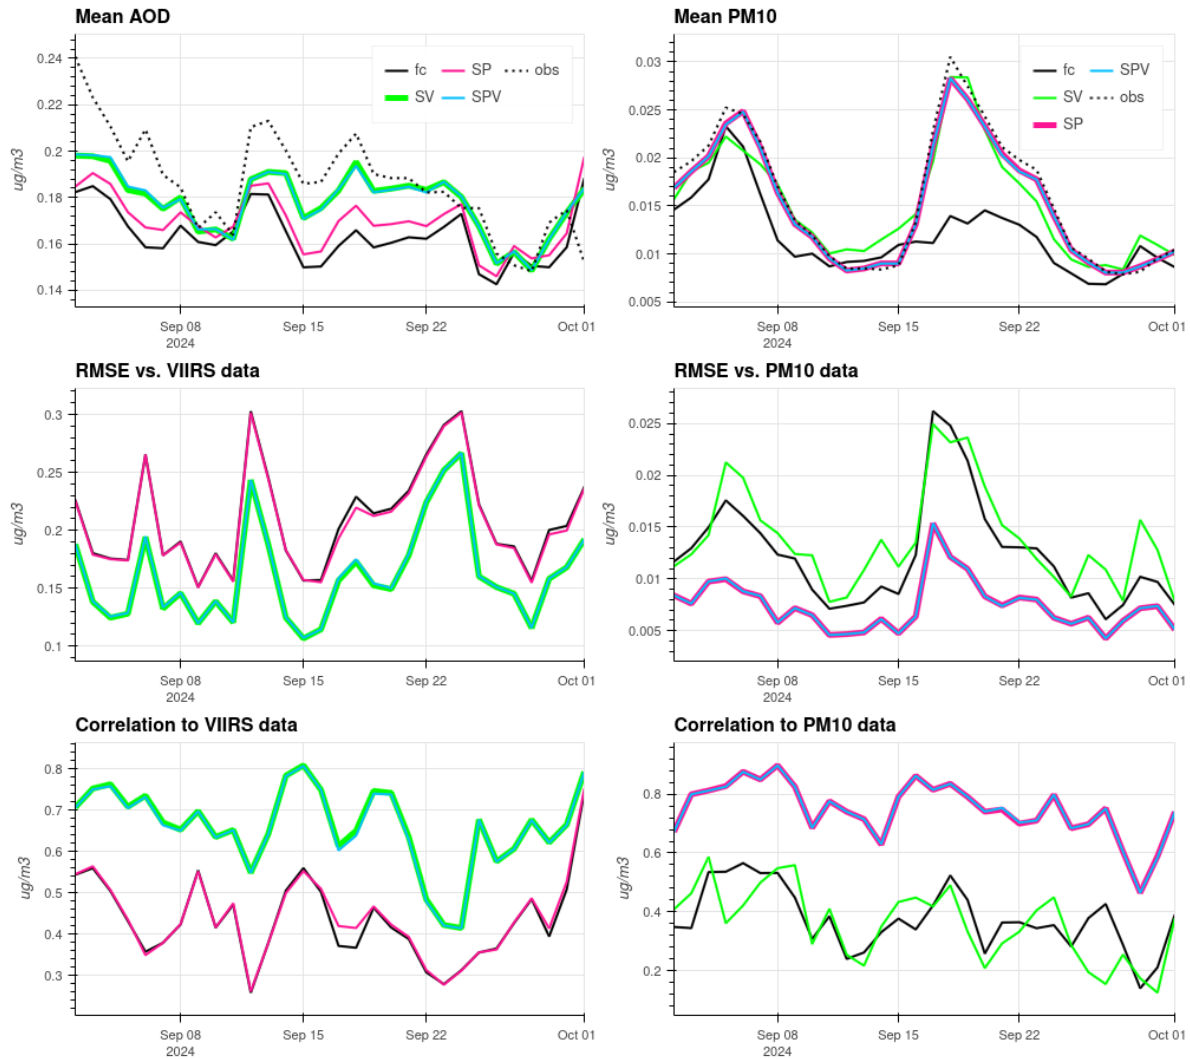 Mean AOD
ug/m3
0.24
0.22
0.2
0.18
0.16
0.14
fc SP obs
SV SPV
Sep 08 Sep 15 Sep 22 Oct 01
2024
Mean PM10
ug/m3
0.03
0.025
0.02
0.015
0.01
0.005
fc SPV
SV obs
SP
Sep 08 Sep 15 Sep 22 Oct 01
2024
RMSE vs. VIIRS data
ug/m3
0.3
0.25
0.2
0.15
0.1
Sep 08 Sep 15 Sep 22 Oct 01
2024
RMSE vs. PM10 data
ug/m3
0.025
0.02
0.015
0.01
0.005
Sep 08 Sep 15 Sep 22 Oct 01
2024
Correlation to VIIRS data
ug/m3
0.8
0.7
0.6
0.5
0.4
0.3
Sep 08 Sep 15 Sep 22 Oct 01
2024
Correlation to PM10 data
ug/m3
0.8
0.6
0.4
0.2
Sep 08 Sep 15 Sep 22 Oct 01
2024